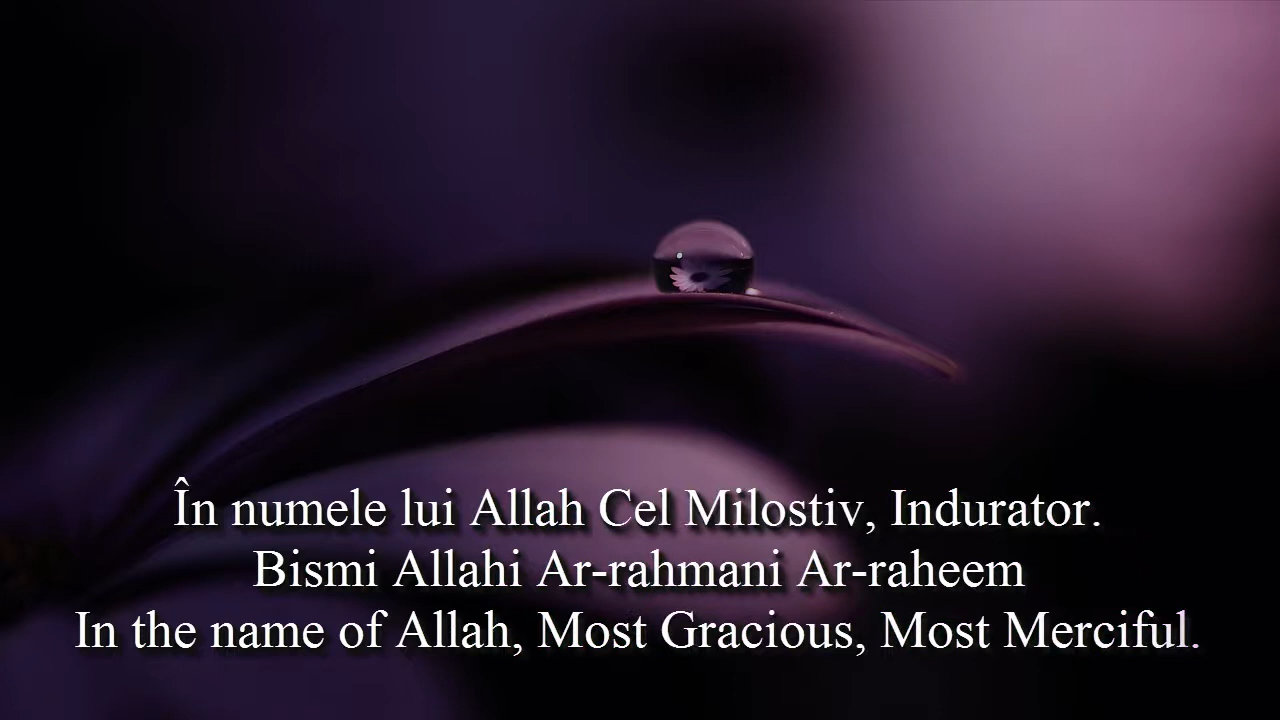 În numele lui Allah Cel Milostiv, Indurator.
Bismi Allahi Ar-rahmani Ar-raheem
In the name of Allah, Most Gracious, Most Merciful.